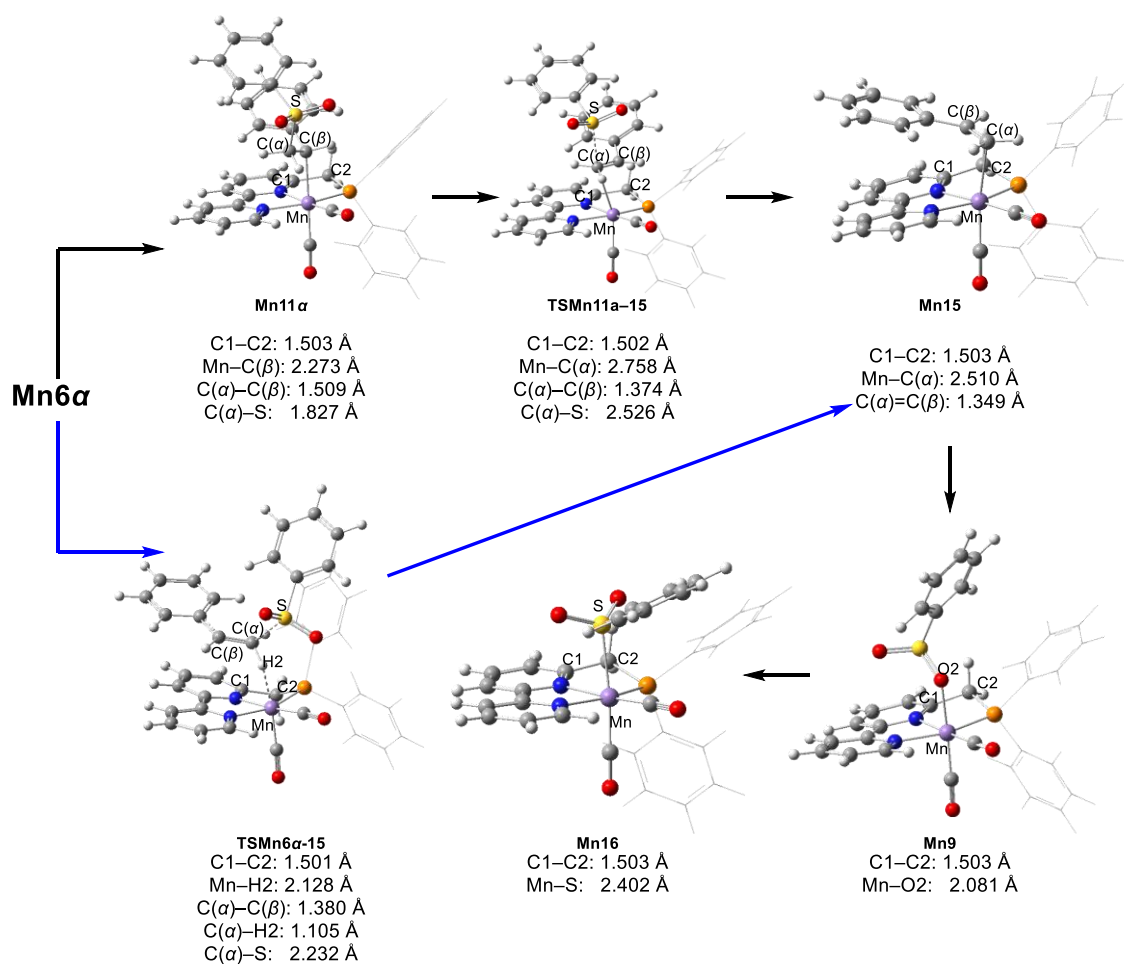 S
C(α)
C(β)
C1
C2
Mn
Mn11α
C1–C2: 1.503 Å
Mn–C(β): 2.273 Å
C(α)–C(β): 1.509 Å
C(α)–S: 1.827 Å
S
C(α)
C(β)
C1
C2
Mn
TSMn11a–15
C1–C2: 1.502 Å
Mn–C(α): 2.758 Å
C(α)–C(β): 1.374 Å
C(α)–S: 2.526 Å
C(β)
C(α)
C1
C2
Mn
Mn15
C1–C2: 1.503 Å
Mn–C(α): 2.510 Å
C(α)=C(β): 1.349 Å
Mn6α
S
C(α)
C(β)
H2
C1
C2
Mn
TSMn6α-15
C1–C2: 1.501 Å
Mn–H2: 2.128 Å
C(α)–C(β): 1.380 Å
C(α)–H2: 1.105 Å
C(α)–S: 2.232 Å
S
C1
C2
Mn
Mn16
C1–C2: 1.503 Å
Mn–S: 2.402 Å
S
O2
C1
C2
Mn
Mn9
C1–C2: 1.503 Å
Mn–O2: 2.081 Å